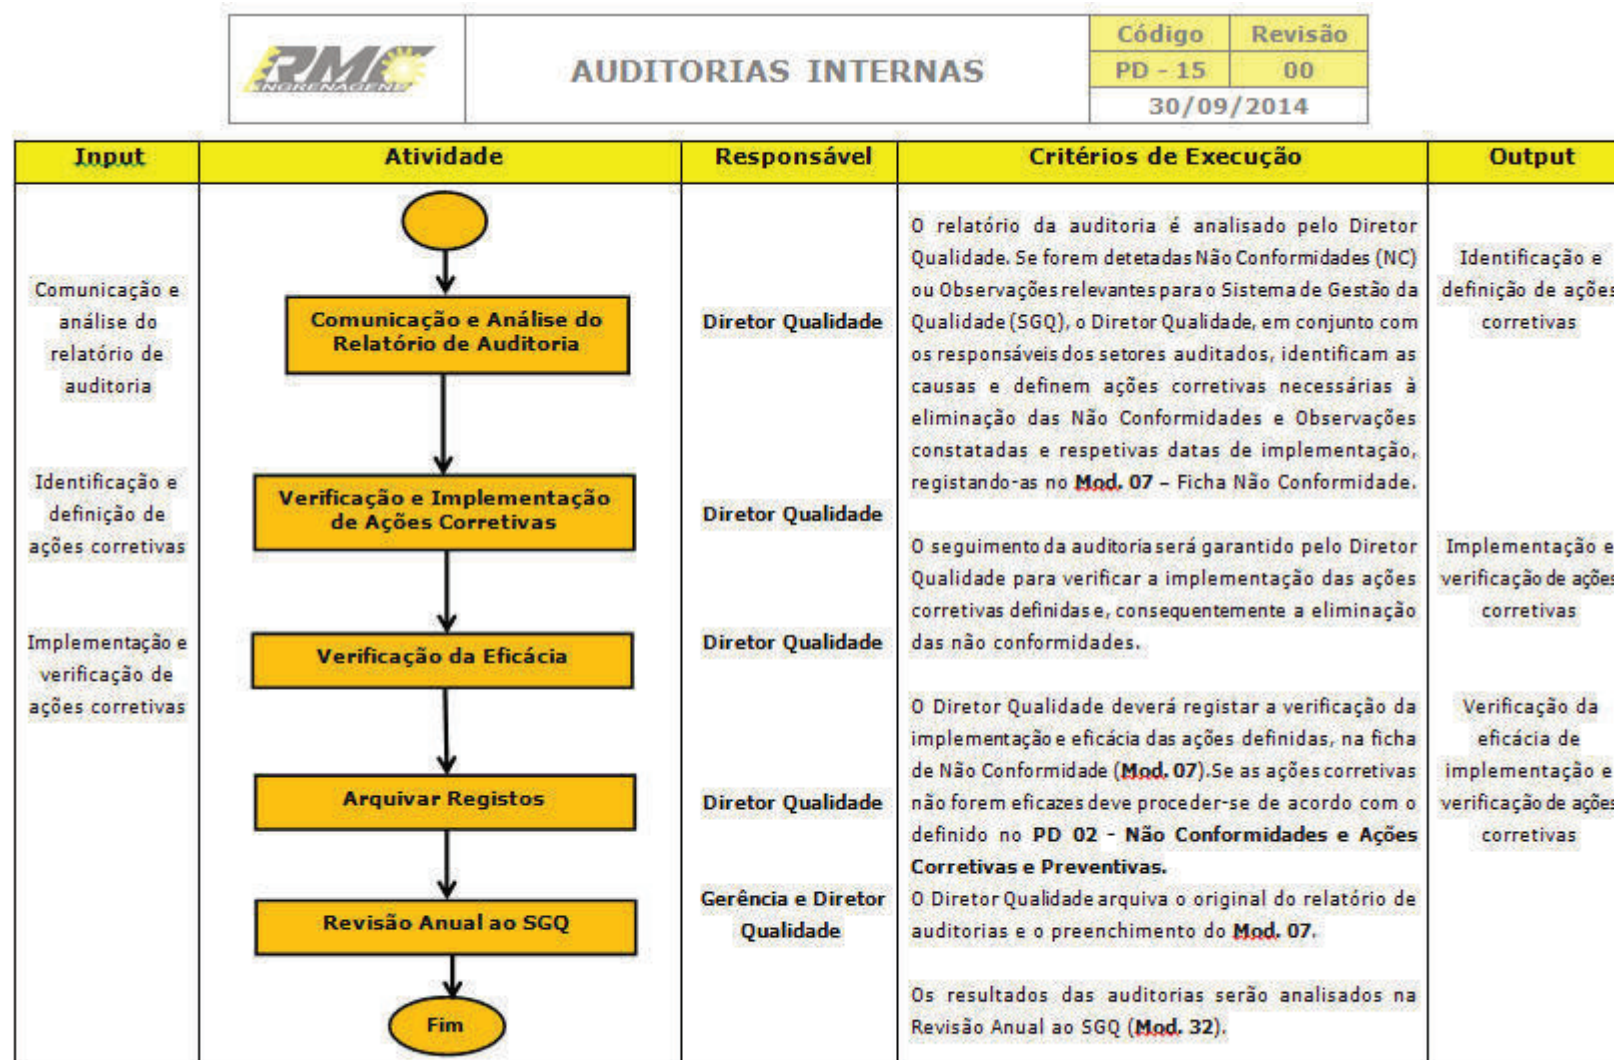 RMC
ENGRENAGENS
AUDITORIAS INTERNAS
Código
Revisão
PD - 15
00
30/09/2014
Input
Atividade
Responsável
Critérios de Execução
Output
Comunicação e
análise do
relatório de
auditoria
Identificação e
definição de
ações corretivas
Implementação e
verificação de
ações corretivas
Comunicação e Análise do
Relatório de Auditoria
Verificação e Implementação
de Ações Corretivas
Verificação da Eficácia
Arquivar Registos
Revisão Anual ao SGQ
Fim
Diretor Qualidade
Diretor Qualidade
Diretor Qualidade
Diretor Qualidade
Gerência e Diretor
Qualidade
O relatório da auditoria é analisado pelo Diretor
Qualidade. Se forem detetadas Não Conformidades (NC)
ou Observações relevantes para o Sistema de Gestão da
Qualidade (SGQ), o Diretor Qualidade, em conjunto com
os responsáveis dos setores auditados, identificam as
causas e definem ações corretivas necessárias à
eliminação das Não Conformidades e Observações
constatadas e respetivas datas de implementação,
registando-as no Mod. 07 – Ficha Não Conformidade.
O seguimento da auditoria será garantido pelo Diretor
Qualidade para verificar a implementação das ações
corretivas definidas e, consequentemente a eliminação
das não conformidades.
O Diretor Qualidade deverá registar a verificação da
implementação e eficácia das ações definidas, na ficha
de Não Conformidade (Mod. 07).Se as ações corretivas
não forem eficazes deve proceder-se de acordo com o
definido no PD 02 - Não Conformidades e Ações
Corretivas e Preventivas.
O Diretor Qualidade arquiva o original do relatório de
auditorias e o preenchimento do Mod. 07.
Os resultados das auditorias serão analisados na
Revisão Anual ao SGQ (Mod. 32).
Identificação e
definição de ações
corretivas
Implementação e
verificação de ações
corretivas
Verificação da
eficácia de
implementação e
verificação de ações
corretivas